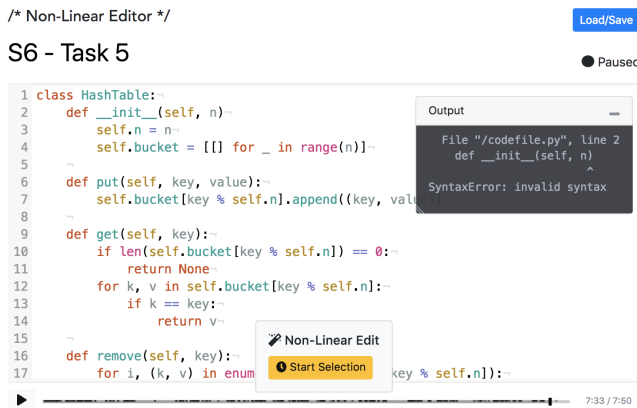 /* Non-Linear Editor */
Load/Save
S6 - Task 5
Paused
1 class HashTable:¬
2 def __init__(self, n)¬
3 self.n = n¬
4 self.bucket = [[] for _ in range(n)]¬
5 ¬
6 def put(self, key, value):¬
7 self.bucket[key % self.n].append((key, value))
8 ¬
9 def get(self, key):¬
10 if len(self.bucket[key % self.n]) == 0:¬
11 return None¬
12 for k, v in self.bucket[key % self.n]:¬
13 if k == key:¬
14 return v¬
15 ¬
16 def remove(self, key):¬
17 for i, (k, v) in enum key % self.n]):¬
Output
File "/codefile.py", line 2
def __init__(self, n)
^
SyntaxError: invalid syntax
Non-Linear Edit
Start Selection
7:33 / 7:50